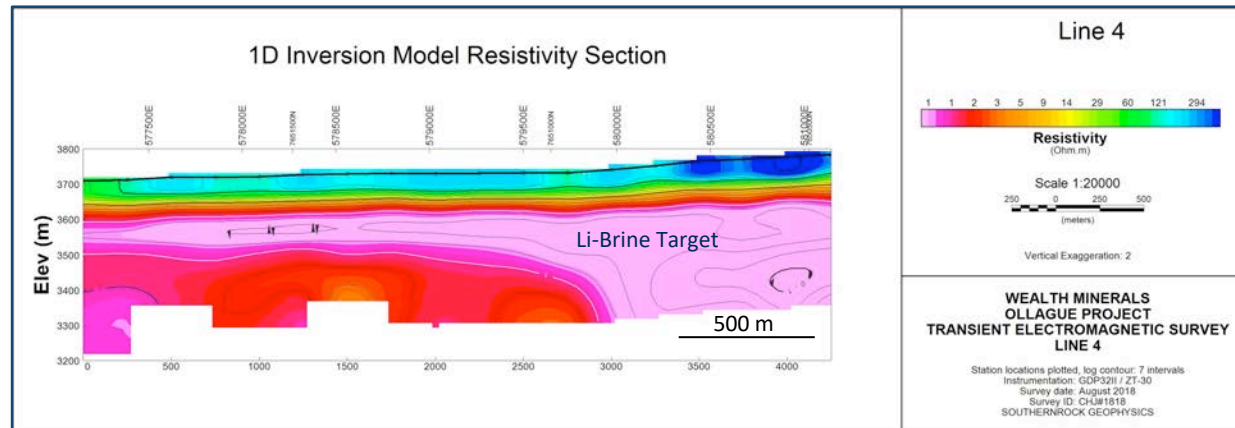 1D Inversion Model Resistivity Section
577500E
578000E
7651500N
578500E
579000E
579500E
7651000N
580000E
580500E
581000E
3800
3700
3600
3500
3400
3300
3200
Elev (m)
Li-Brine Target
500 m
0 500 1000 1500 2000 2500 3000 3500 4000
Line 4
1 1 2 3 5 9 14 29 60 121 294
Resistivity
(Ohm.m)
Scale 1:20000
250 0 250 500
(meters)
Vertical Exaggeration: 2
WEALTH MINERALS
OLLAGUE PROJECT
TRANSIENT ELECTROMAGNETIC SURVEY
LINE 4
Station locations plotted, log contour: 7 intervals
Instrumentation: GDP32II / ZT-30
Survey date: August 2018
Survey ID: CHJ#1818
SOUTHERNROCK GEOPHYSICS